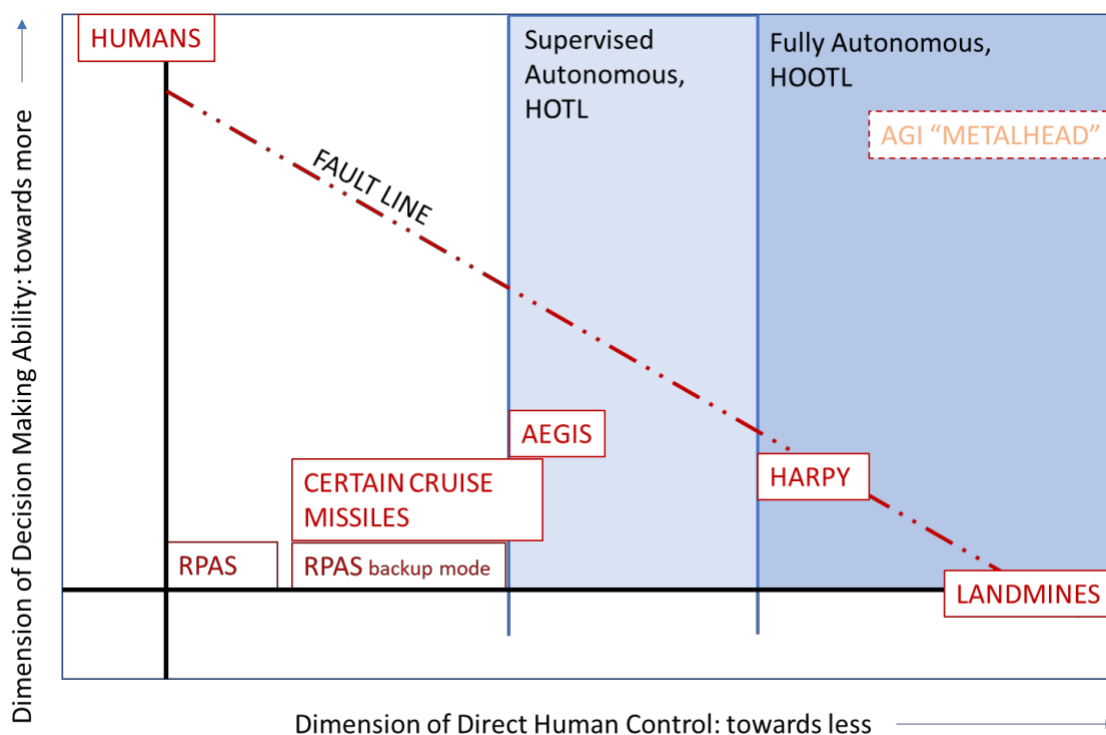 HUMANS
Supervised
Autonomous,
HOTL
Fully Autonomous,
HOOTL
AGI “METALHEAD”
FAULT LINE
AEGIS
CERTAIN CRUISE
MISSILES
HARPY
RPAS
RPAS backup mode
LANDMINES
Dimension of Decision Making Ability: towards more
Dimension of Direct Human Control: towards less